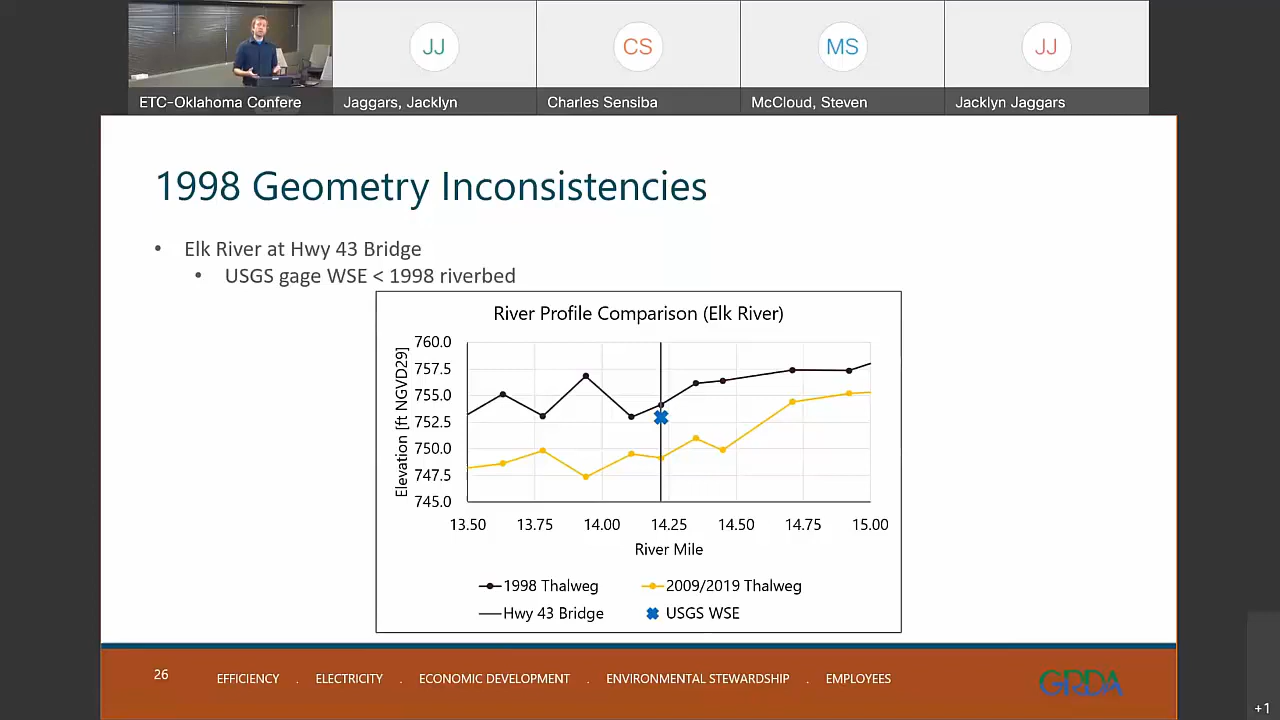 JJ
CS
MS
JJ
ETC-Oklahoma Confere
Jaggars, Jacklyn
Charles Sensiba
McCloud, Steven
Jacklyn Jaggars
1998 Geometry Inconsistencies
• Elk River at Hwy 43 Bridge
• USGS gage WSE < 1998 riverbed
River Profile Comparison (Elk River)
Elevation [ft NGVD29]
760.0
757.5
755.0
752.5
750.0
747.5
745.0
13.50 13.75 14.00 14.25 14.50 14.75 15.00
River Mile
1998 Thalweg 2009/2019 Thalweg
Hwy 43 Bridge USGS WSE
26 EFFICIENCY . ELECTRICITY . ECONOMIC DEVELOPMENT . ENVIRONMENTAL STEWARDSHIP . EMPLOYEES
GRDA
+1